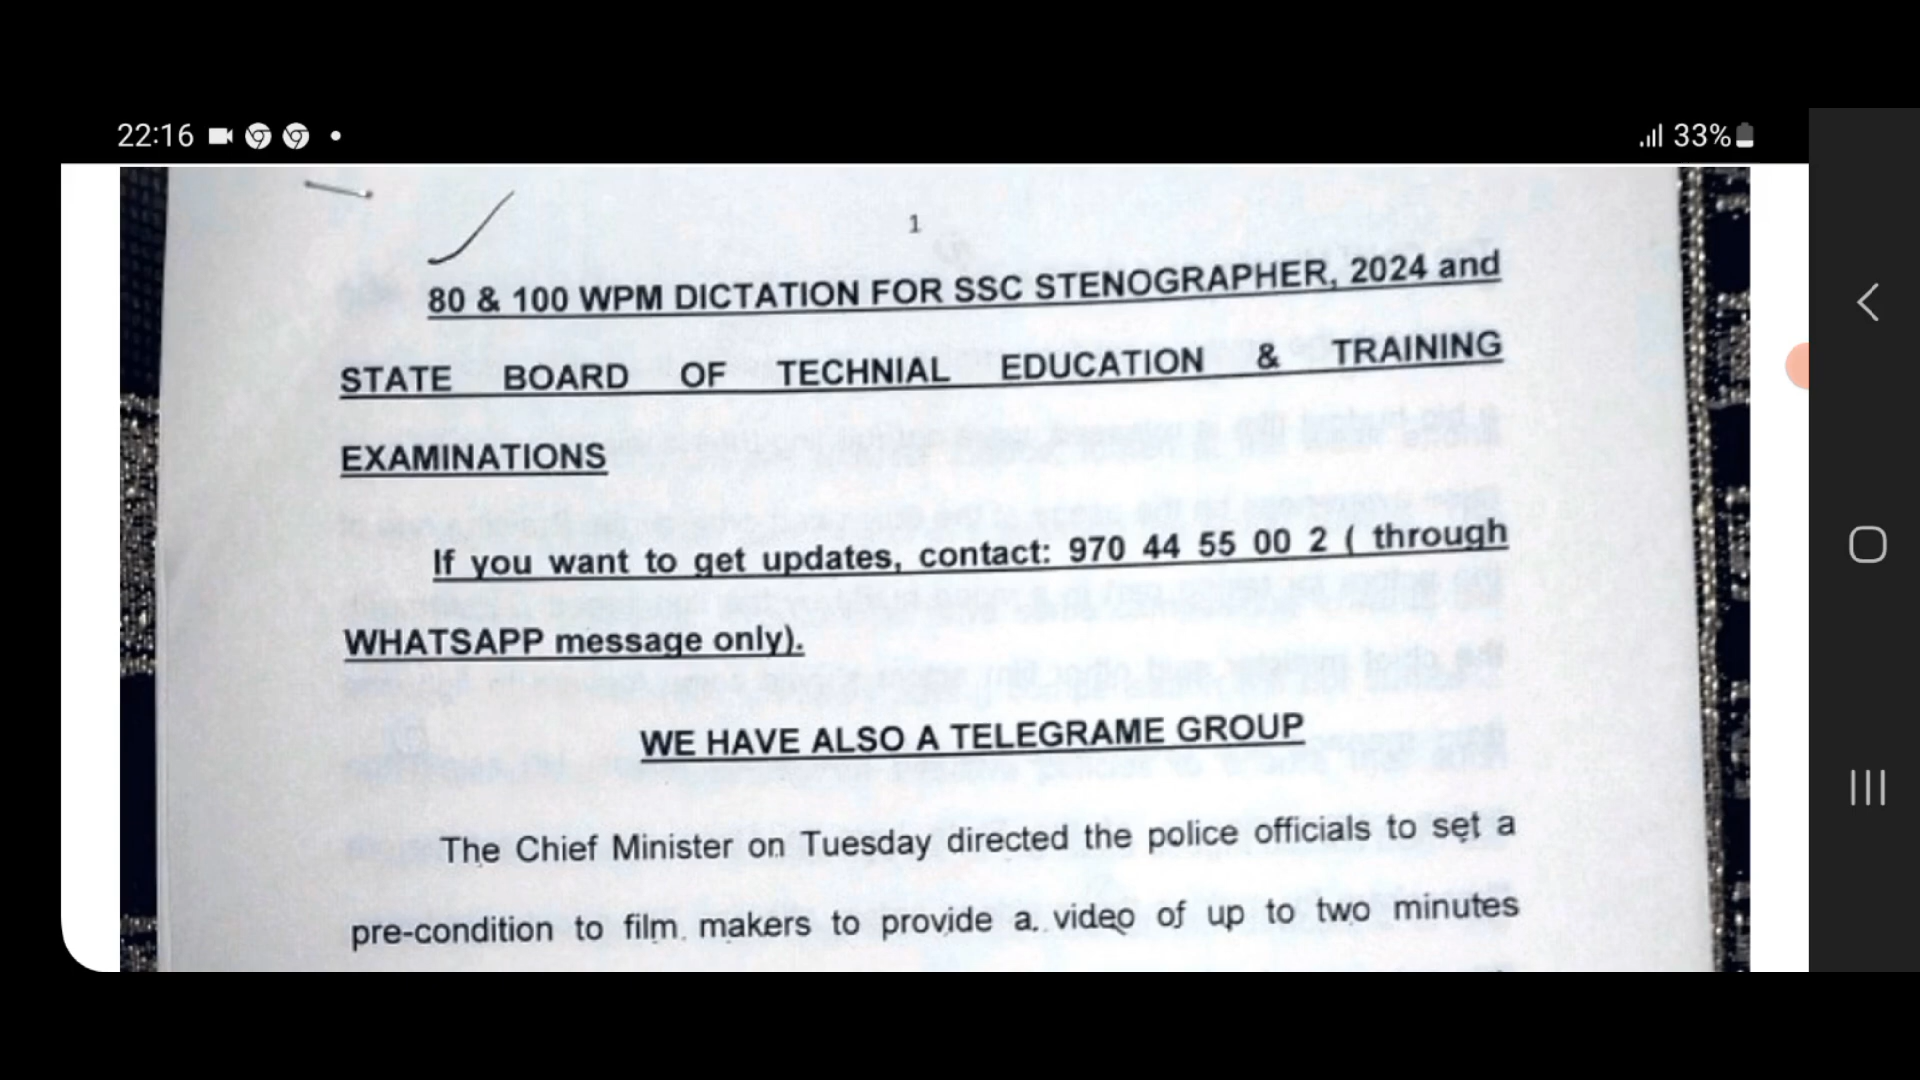 22:16
33%
1
80 & 100 WPM DICTATION FOR SSC STENOGRAPHER, 2024 and
STATE BOARD OF TECHNIAL EDUCATION & TRAINING
EXAMINATIONS
If you want to get updates, contact: 970 44 55 00 2 ( through
WHATSAPP message only).
WE HAVE ALSO A TELEGRAME GROUP
The Chief Minister on Tuesday directed the police officials to set a
pre-condition to film makers to provide a video of up to two minutes